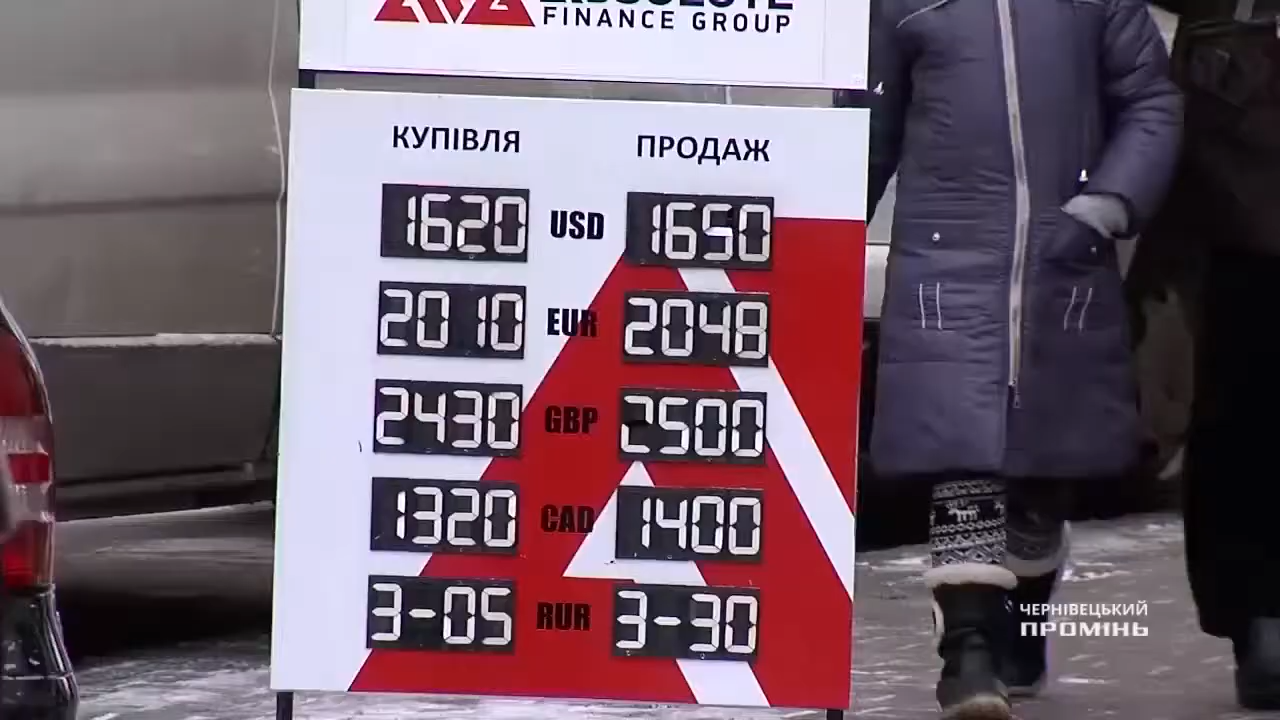 ABSOLUTE
FINANCE GROUP
КУПІВЛЯ ПРОДАЖ
1620 USD 1650
2010 EUR 2048
2430 GBP 2500
1320 CAD 1400
3-05 RUR 3-30
ЧЕРНІВЕЦЬКИЙ
ПРОМІНЬ